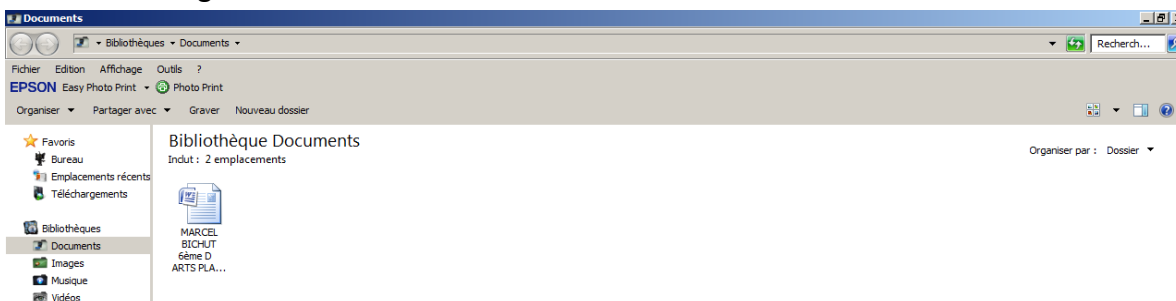 Documents
Bibliothèques Documents
Recherch...
Fichier Edition Affichage Outils ?
EPSON Easy Photo Print Photo Print
Organiser Partager avec Graver Nouveau dossier
Favoris
Bureau
Emplacements récents
Téléchargements
Bibliothèques
Documents
Images
Musique
Vidéos
Bibliothèque Documents
Inclut : 2 emplacements
Organiser par : Dossier
MARCEL
BICHUT
6ème D
ARTS PLA...